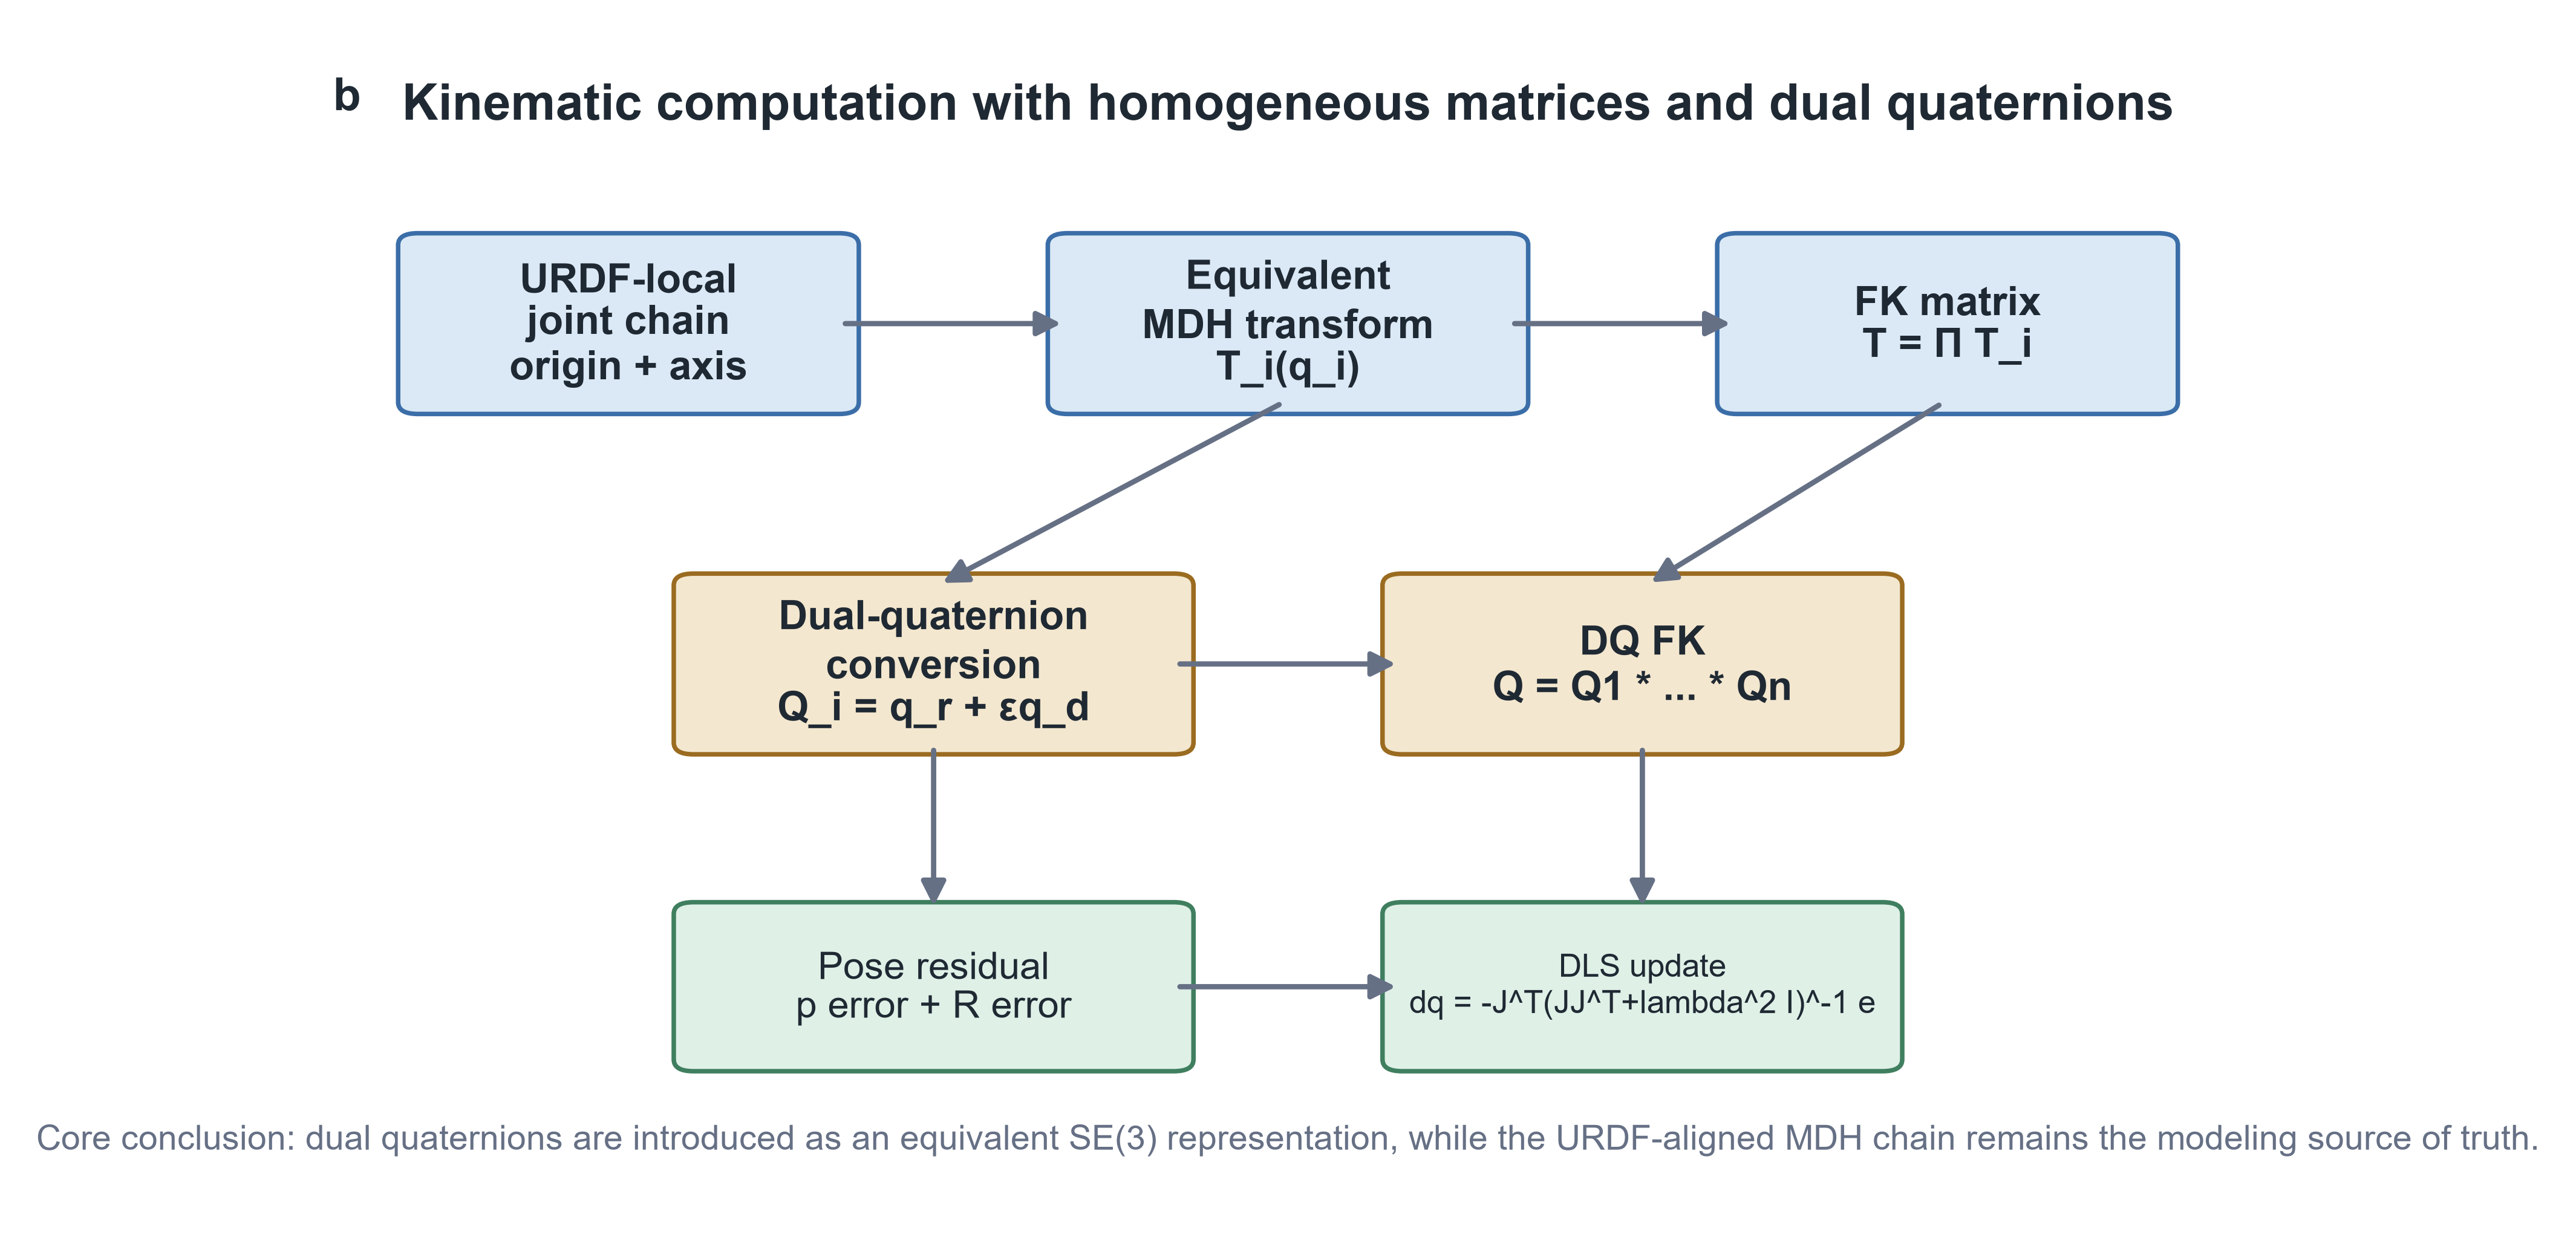 b
Kinematic computation with homogeneous matrices and dual quaternions
URDF-local
joint chain
origin + axis
Equivalent
MDH transform
T_i(q_i)
FK matrix
T = Π T_i
Dual-quaternion
conversion
Q_i = q_r + εq_d
DQ FK
Q = Q1 * ... * Qn
Pose residual
p error + R error
DLS update
dq = -J^T(JJ^T+lambda^2 I)^-1 e
Core conclusion: dual quaternions are introduced as an equivalent SE(3) representation, while the URDF-aligned MDH chain remains the modeling source of truth.